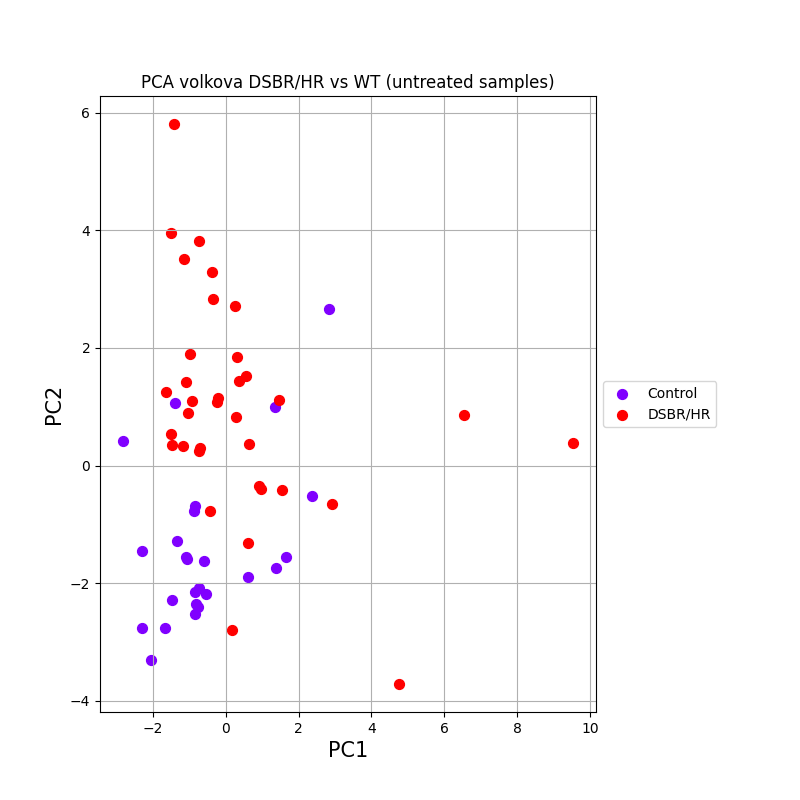 PCA volkova DSBR/HR vs WT (untreated samples)
6
4
2
0
−2
−4
PC2
Control
DSBR/HR
−2 0 2 4 6 8 10
PC1